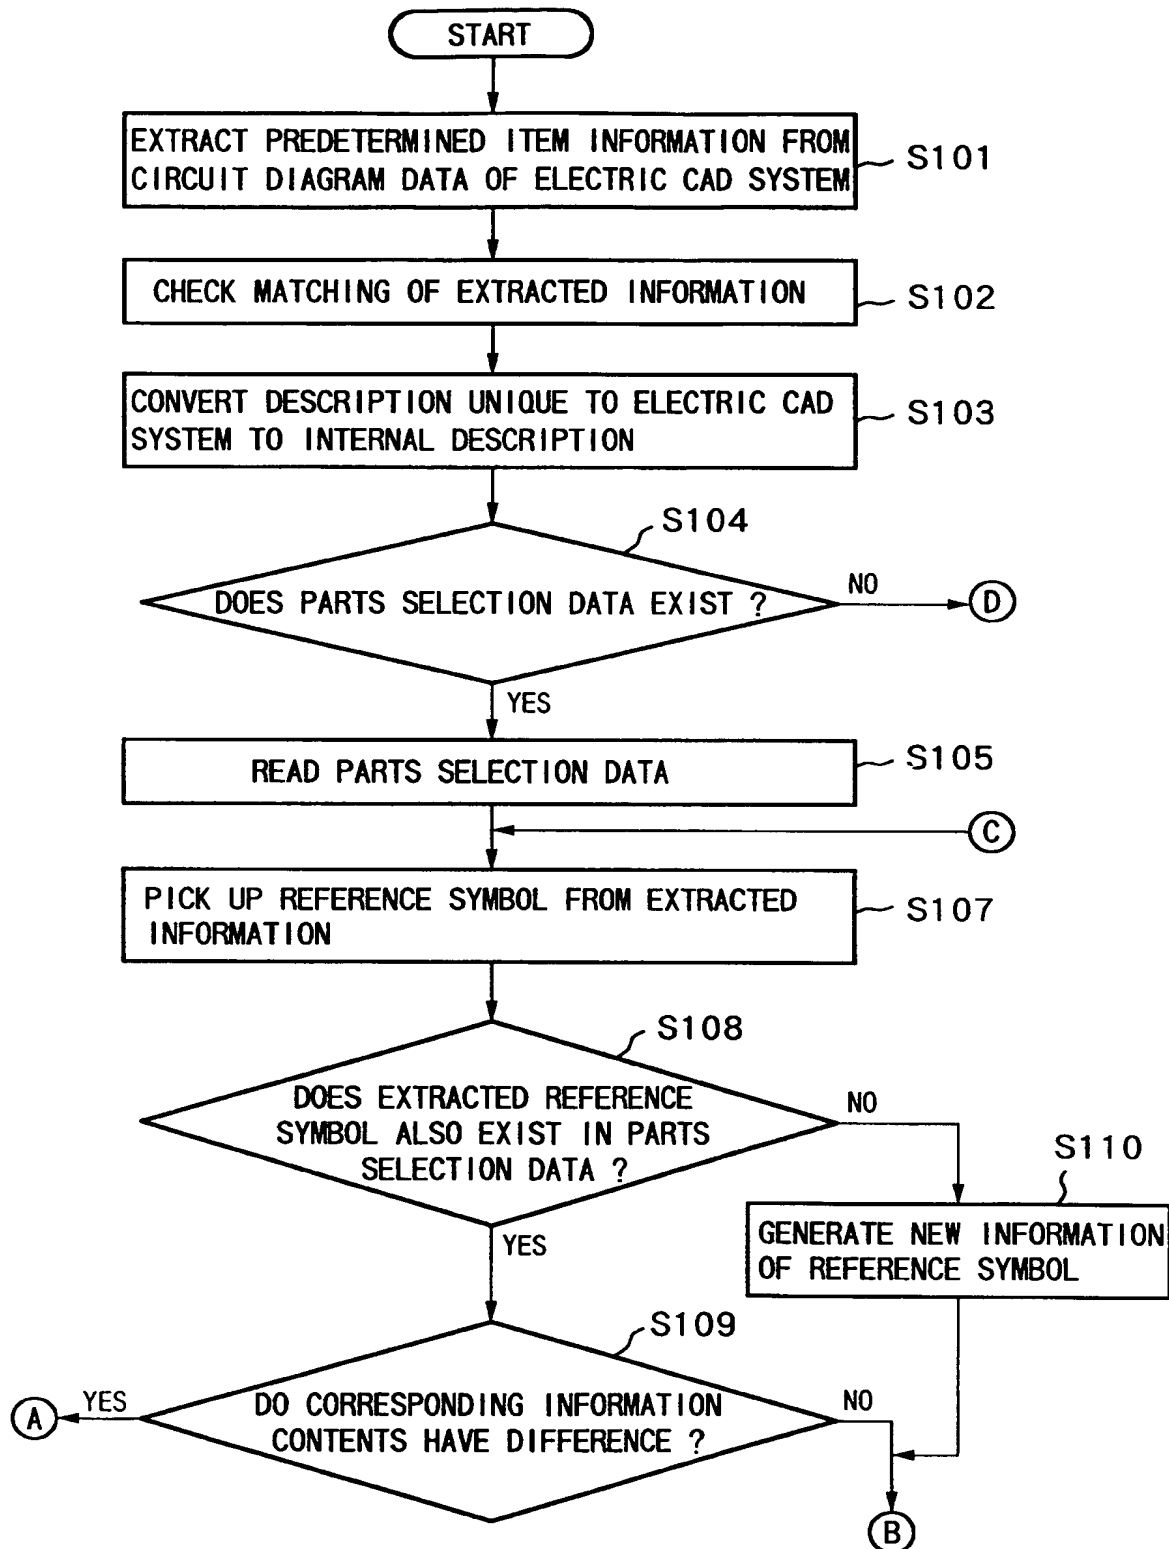 START
EXTRACT PREDETERMINED ITEM INFORMATION FROM
CIRCUIT DIAGRAM DATA OF ELECTRIC CAD SYSTEM
S101
CHECK MATCHING OF EXTRACTED INFORMATION
S102
CONVERT DESCRIPTION UNIQUE TO ELECTRIC CAD
SYSTEM TO INTERNAL DESCRIPTION
S103
S104
DOES PARTS SELECTION DATA EXIST ?
NO
D
YES
READ PARTS SELECTION DATA
S105
C
PICK UP REFERENCE SYMBOL FROM EXTRACTED
INFORMATION
S107
S108
DOES EXTRACTED REFERENCE
SYMBOL ALSO EXIST IN PARTS
SELECTION DATA ?
NO
YES
S110
GENERATE NEW INFORMATION
OF REFERENCE SYMBOL
S109
DO CORRESPONDING INFORMATION
CONTENTS HAVE DIFFERENCE ?
YES
A
NO
B